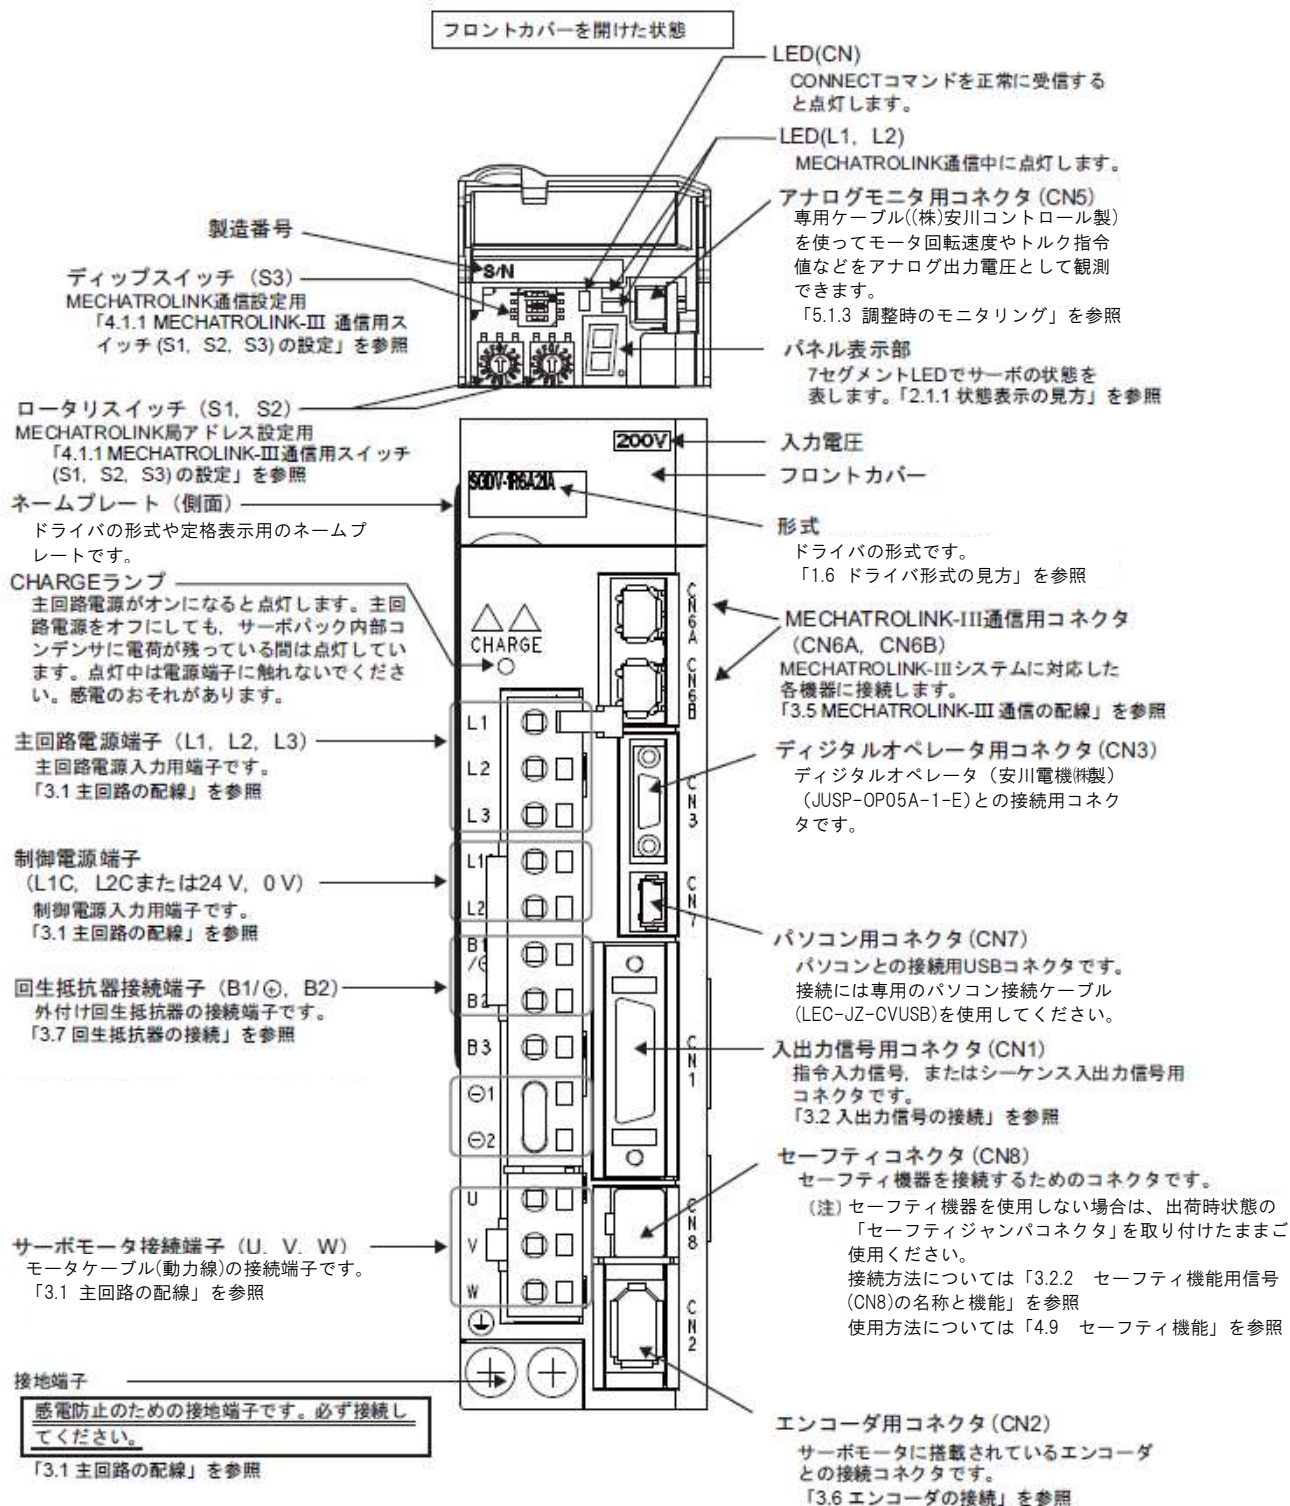 フロントカバーを開けた状態
LED(CN)
CONNECTコマンドを正常に受信する
と点灯します。
LED(L1, L2)
MECHATROLINK通信中に点灯します。
アナログモニタ用コネクタ(CN5)
専用ケーブル((株)安川コントロール製)
を使ってモータ回転速度やトルク指令
値などをアナログ出力電圧として観測
できます。
「5.1.3 調整時のモニタリング」を参照
パネル表示部
7セグメントLEDでサーボの状態を
表します。「2.1.1 状態表示の見方」を参照
入力電圧
フロントカバー
形式
ドライバの形式です。
「1.6 ドライバ形式の見方」を参照
MECHATROLINK-III通信用コネクタ
(CN6A, CN6B)
MECHATROLINK-IIIシステムに対応した
各機器に接続します。
「3.5 MECHATROLINK-III 通信の配線」を参照
ディジタルオペレータ用コネクタ(CN3)
ディジタルオペレータ（安川電機㈱製）
（JUSP-OP05A-1-E)との接続用コネク
タです。
パソコン用コネクタ(CN7)
パソコンとの接続用USBコネクタです。
接続には専用のパソコン接続ケーブル
(LEC-JZ-CVUSB)を使用してください。
入出力信号用コネクタ(CN1)
指令入力信号, またはシーケンス入出力信号用
コネクタです。
「3.2 入出力信号の接続」を参照
セーフティコネクタ(CN8)
セーフティ機器を接続するためのコネクタです。
(注) セーフティ機器を使用しない場合は、出荷時状態の
「セーフティジャンパコネクタ」を取り付けたままご
使用ください。
接続方法については「3.2.2 セーフティ機能用信号
(CN8)の名称と機能」を参照
使用方法については「4.9 セーフティ機能」を参照
エンコーダ用コネクタ(CN2)
サーボモータに搭載されているエンコーダ
との接続コネクタです。
「3.6 エンコーダの接続」を参照
製造番号
ディップスイッチ（S3）
MECHATROLINK通信設定用
「4.1.1 MECHATROLINK-III 通信用ス
イッチ(S1, S2, S3)の設定」を参照
ロータリスイッチ（S1, S2）
MECHATROLINK局アドレス設定用
「4.1.1 MECHATROLINK-III通信用スイッチ
(S1, S2, S3)の設定」を参照
ネームプレート（側面）
ドライバの形式や定格表示用のネームプ
レートです。
CHARGEランプ
主回路電源がオンになると点灯します。主回
路電源をオフにしても, サーボパック内部コ
ンデンサに電荷が残っている間は点灯してい
ます。点灯中は電源端子に触れないでくださ
い。感電のおそれがあります。
主回路電源端子（L1, L2, L3）
主回路電源入力用端子です。
「3.1 主回路の配線」を参照
制御電源端子
（L1C, L2Cまたは24 V, 0 V）
制御電源入力用端子です。
「3.1 主回路の配線」を参照
回生抵抗器接続端子（B1/⊕, B2）
外付け回生抵抗器の接続端子です。
「3.7 回生抵抗器の接続」を参照
サーボモータ接続端子（U, V, W）
モータケーブル(動力線)の接続端子です。
「3.1 主回路の配線」を参照
接地端子
感電防止のための接地端子です。必ず接続し
てください。
「3.1 主回路の配線」を参照
S/N
200V
SGDV-1R6A21A
CHARGE
CN6A
CN6B
L1
L2
L3
L1
L2
B1
/⊕
B2
B3
⊖1
⊖2
U
V
W
CN3
CN7
CN1
CN8
CN2